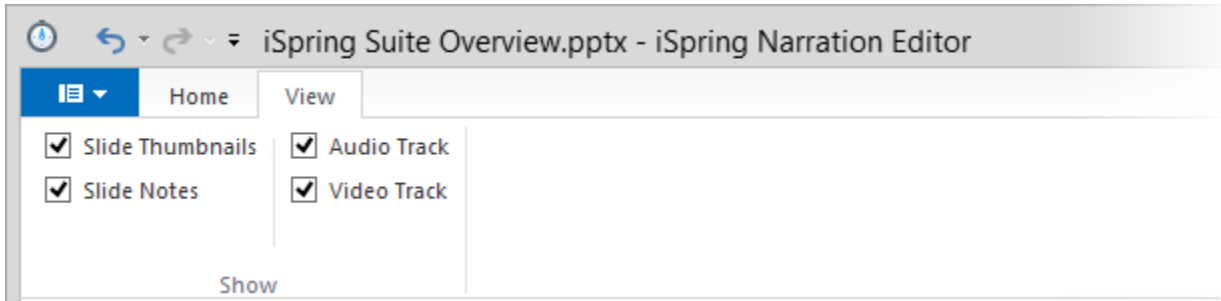 iSpring Suite Overview.pptx - iSpring Narration Editor
Home View
Slide Thumbnails Audio Track
Slide Notes Video Track
Show